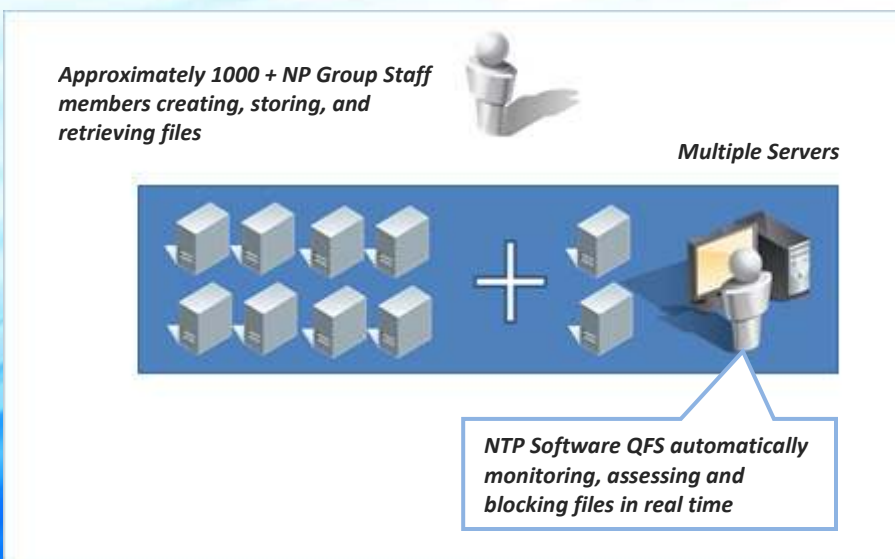 Approximately 1000 + NP Group Staff
members creating, storing, and
retrieving files
Multiple Servers
NTP Software QFS automatically
monitoring, assessing and
blocking files in real time